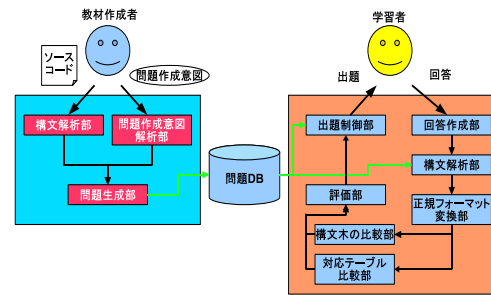 教材作成者
学習者
ソース
コード
問題作成意図
出題
回答
構文解析部
問題作成意図
解析部
問題生成部
問題DB
出題制御部
回答作成部
構文解析部
評価部
正規フォーマット
変換部
構文木の比較部
対応テーブル
比較部